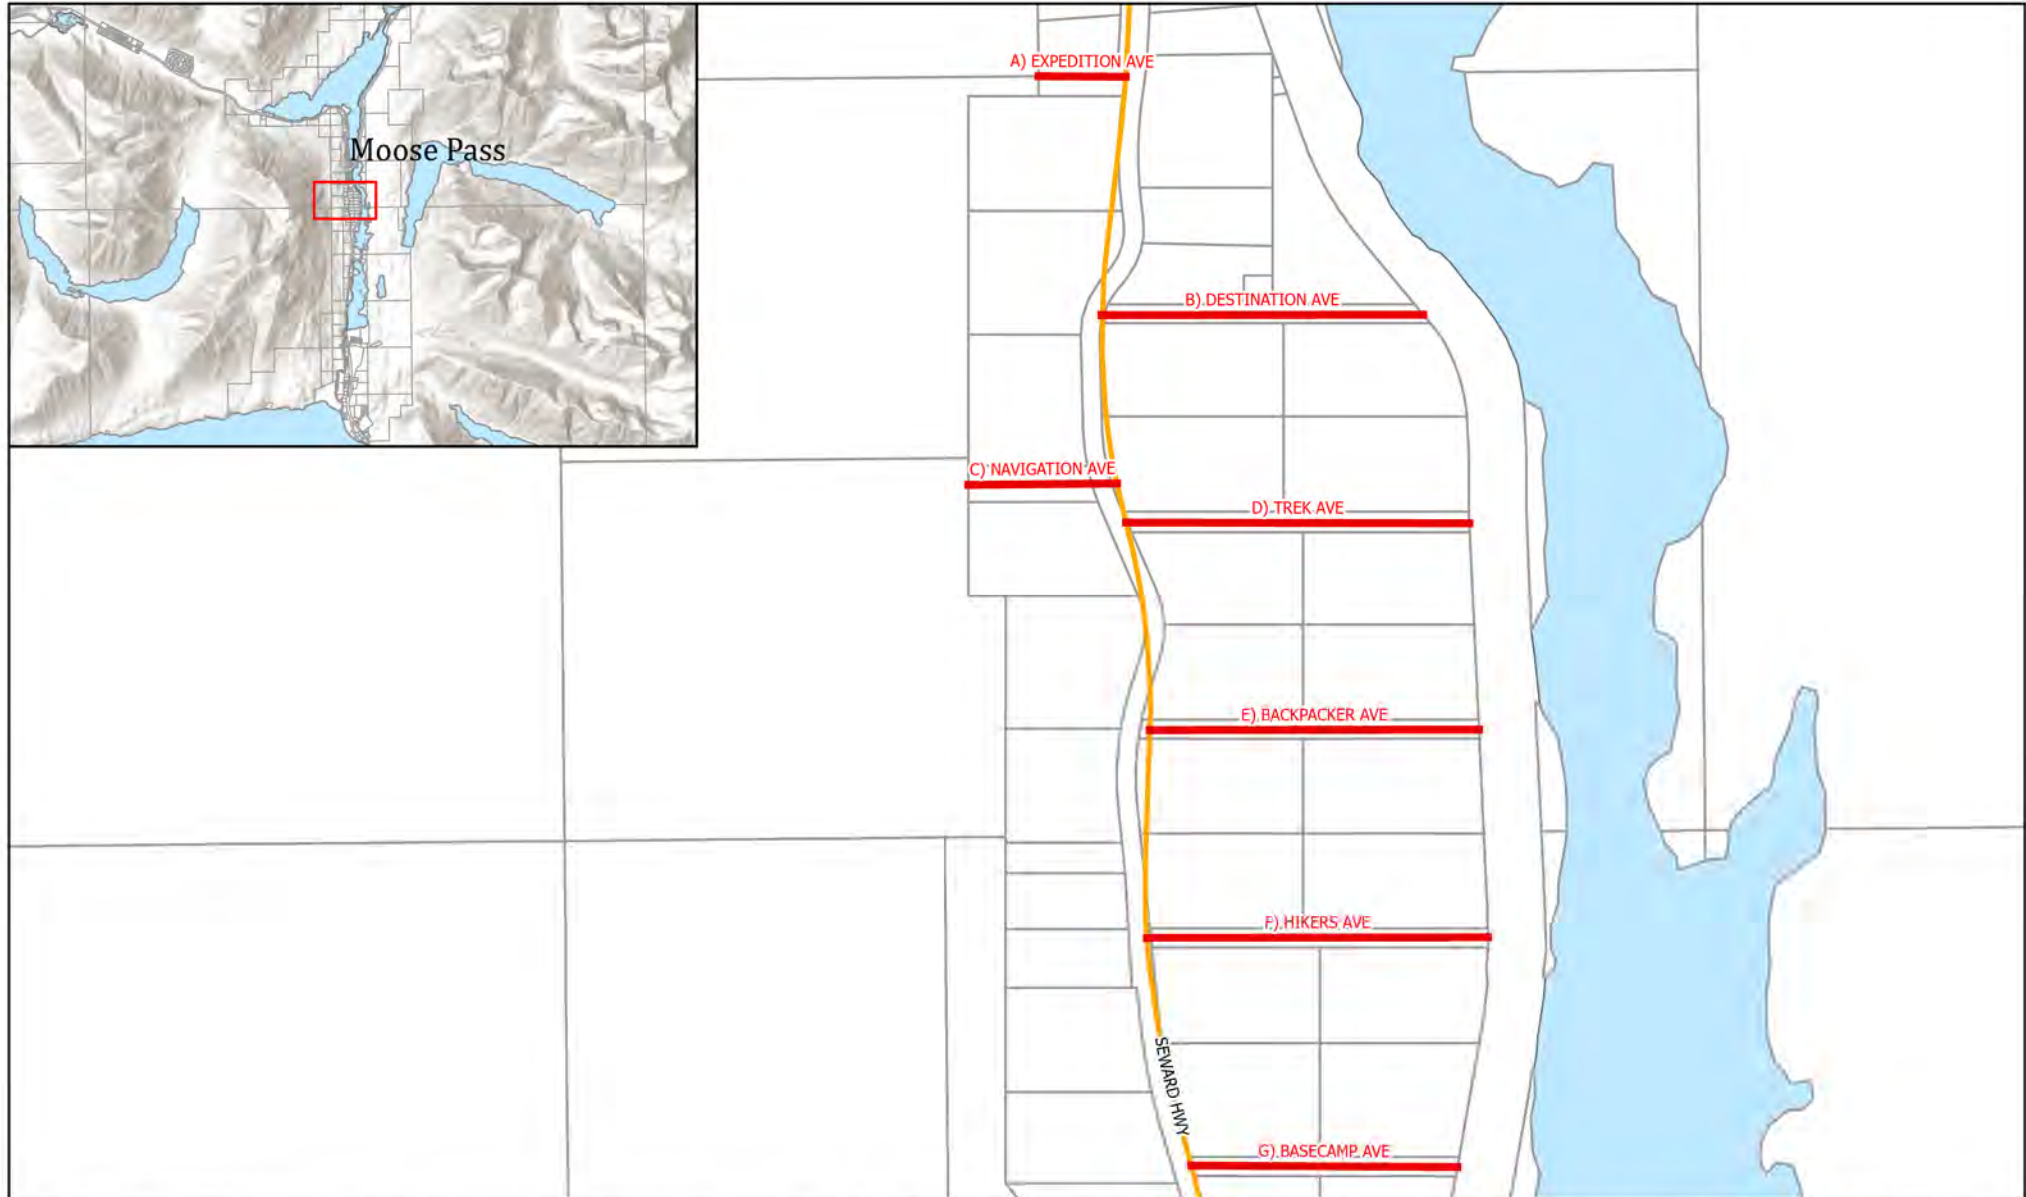 Moose Pass
A) EXPEDITION AVE
B) DESTINATION AVE
C) NAVIGATION AVE
D) TREK AVE
E) BACKPACKER AVE
F) HIKERS AVE
SEWARD HWY
G) BASECAMP AVE